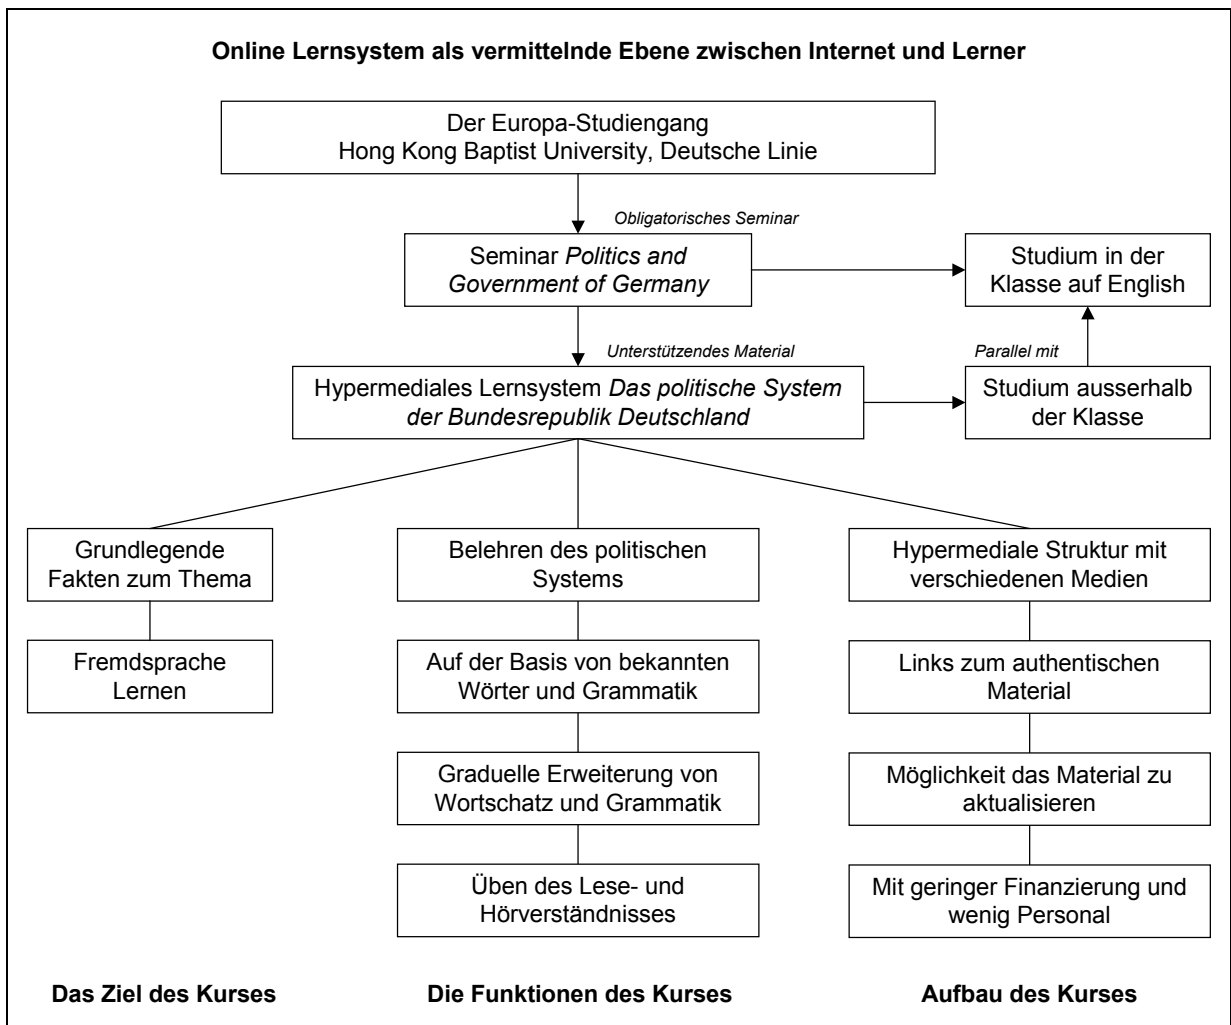 Online Lernsystem als vermittelnde Ebene zwischen Internet und Lerner
Der Europa-Studiengang
Hong Kong Baptist University, Deutsche Linie
Obligatorisches Seminar
Seminar Politics and
Government of Germany
Studium in der
Klasse auf English
Unterstützendes Material
Parallel mit
Hypermediales Lernsystem Das politische System
der Bundesrepublik Deutschland
Studium ausserhalb
der Klasse
Grundlegende
Fakten zum Thema
Fremdsprache
Lernen
Belehren des politischen
Systems
Auf der Basis von bekannten
Wörter und Grammatik
Graduelle Erweiterung von
Wortschatz und Grammatik
Üben des Lese- und
Hörverständnisses
Hypermediale Struktur mit
verschiedenen Medien
Links zum authentischen
Material
Möglichkeit das Material zu
aktualisieren
Mit geringer Finanzierung und
wenig Personal
Das Ziel des Kurses
Die Funktionen des Kurses
Aufbau des Kurses